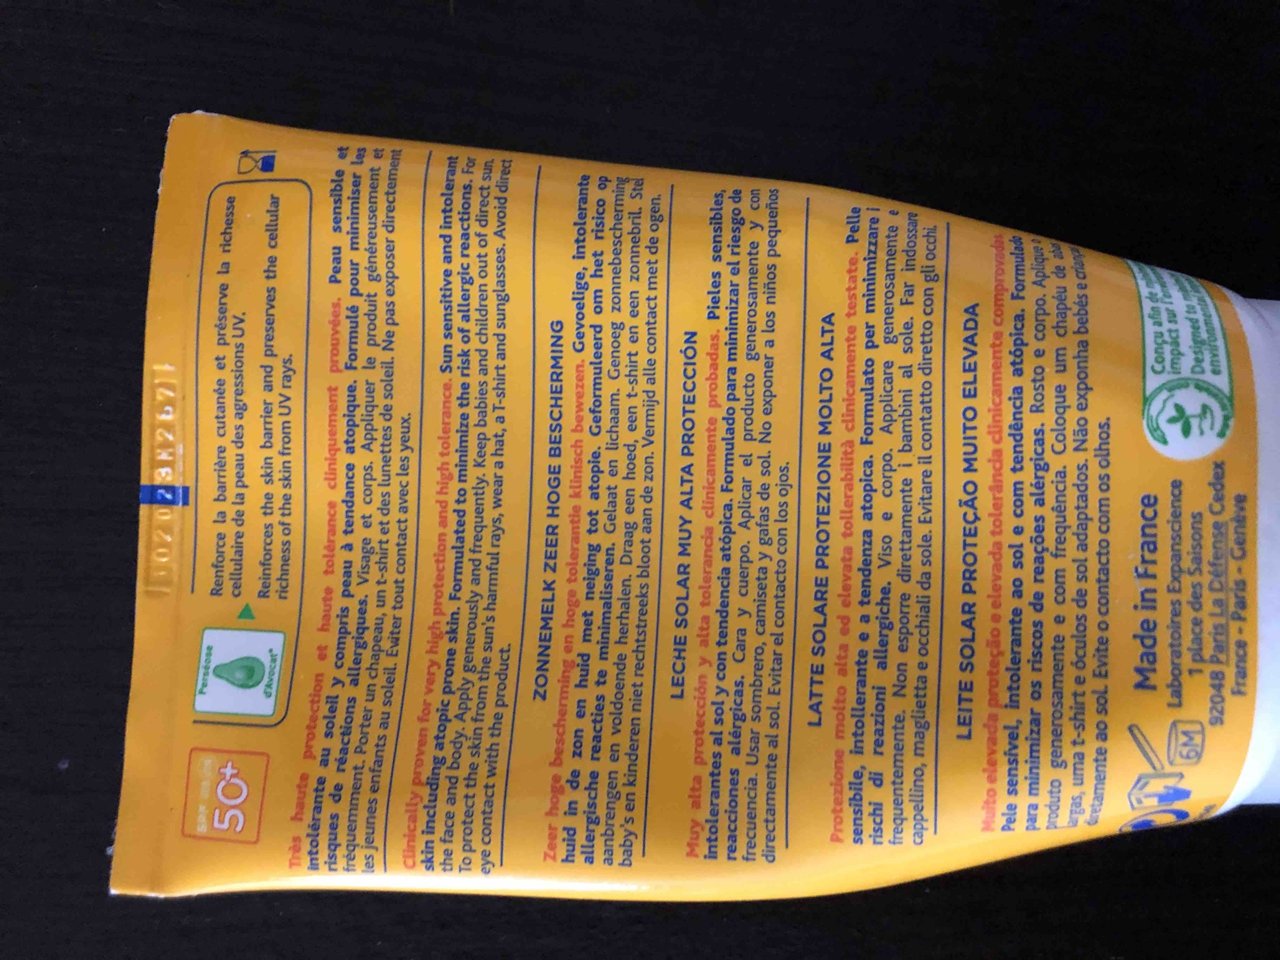 50+
Perséose
d'Avocat*
Renforce la barrière cutanée et préserve la richesse
cellulaire de la peau des agressions UV.
Reinforces the skin barrier and preserves the cellular
richness of the skin from UV rays.
Très haute protection et haute tolérance cliniquement prouvées. Peau sensible et
intolérante au soleil y compris peau à tendance atopique. Formulé pour minimiser les
risques de réactions allergiques. Visage et corps. Appliquer le produit généreusement et
fréquemment. Porter un chapeau, un t-shirt et des lunettes de soleil. Ne pas exposer directement
les jeunes enfants au soleil. Eviter tout contact avec les yeux.
Clinically proven for very high protection and high tolerance. Sun sensitive and intolerant
skin including atopic prone skin. Formulated to minimize the risk of allergic reactions. For
the face and body. Apply generously and frequently. Keep babies and children out of direct sun.
To protect the skin from the sun's harmful rays, wear a hat, a T-shirt and sunglasses. Avoid direct
eye contact with the product.
ZONNEMELK ZEER HOGE BESCHERMING
Zeer hoge bescherming en hoge tolerantie klinisch bewezen. Gevoelige, intolerante
huid in de zon en huid met neiging tot atopie. Geformuleerd om het risico op
allergische reacties te minimaliseren. Gelaat en lichaam. Genoeg zonnebescherming
aanbrengen en voldoende herhalen. Draag een hoed, een t-shirt en een zonnebril. Stel
baby's en kinderen niet rechtstreeks bloot aan de zon. Vermijd alle contact met de ogen.
LECHE SOLAR MUY ALTA PROTECCIÓN
Muy alta protección y alta tolerancia clínicamente probadas. Pieles sensibles,
intolerantes al sol y con tendencia atópica. Formulado para minimizar el riesgo de
reacciones alérgicas. Cara y cuerpo. Aplicar el producto generosamente y con
frecuencia. Usar sombrero, camiseta y gafas de sol. No exponer a los niños pequeños
directamente al sol. Evitar el contacto con los ojos.
LATTE SOLARE PROTEZIONE MOLTO ALTA
Protezione molto alta ed elevata tollerabilità clinicamente testate. Pelle
sensibile, intollerante e a tendenza atopica. Formulato per minimizzare i
rischi di reazioni allergiche. Viso e corpo. Applicare generosamente e
frequentemente. Non esporre direttamente i bambini al sole. Far indossare
cappellino, maglietta e occhiali da sole. Evitare il contatto diretto con gli occhi.
LEITE SOLAR PROTEÇÃO MUITO ELEVADA
Muito elevada proteção e elevada tolerância clinicamente comprovadas.
Pele sensível, intolerante ao sol e com tendência atópica. Formulado
para minimizar os riscos de reações alérgicas. Rosto e corpo. Aplique o
produto generosamente e com frequência. Coloque um chapéu de abas
largas, uma t-shirt e óculos de sol adaptados. Não exponha bebés e crianças
diretamente ao sol. Evite o contacto com os olhos.
Made in France
6M
Laboratoires Expanscience
1 place des Saisons
92048 Paris La Défense Cedex
France - Paris - Genève
Conçu afin de
impact sur l'
Designed to